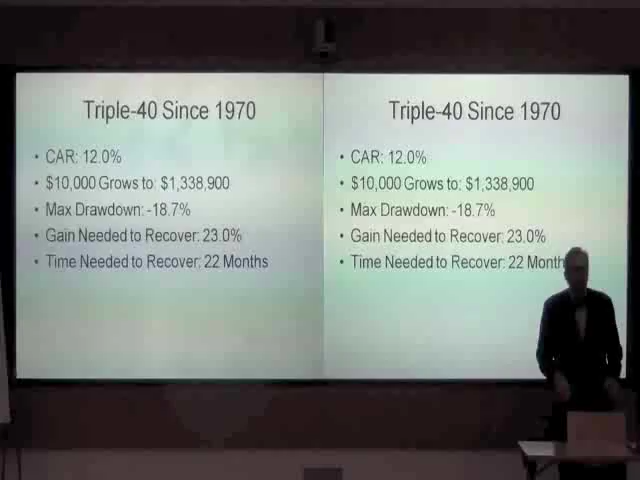 Triple-40 Since 1970
• CAR: 12.0%
• $10,000 Grows to: $1,338,900
• Max Drawdown: -18.7%
• Gain Needed to Recover: 23.0%
• Time Needed to Recover: 22 Months
Triple-40 Since 1970
• CAR: 12.0%
• $10,000 Grows to: $1,338,900
• Max Drawdown: -18.7%
• Gain Needed to Recover: 23.0%
• Time Needed to Recover: 22 Month